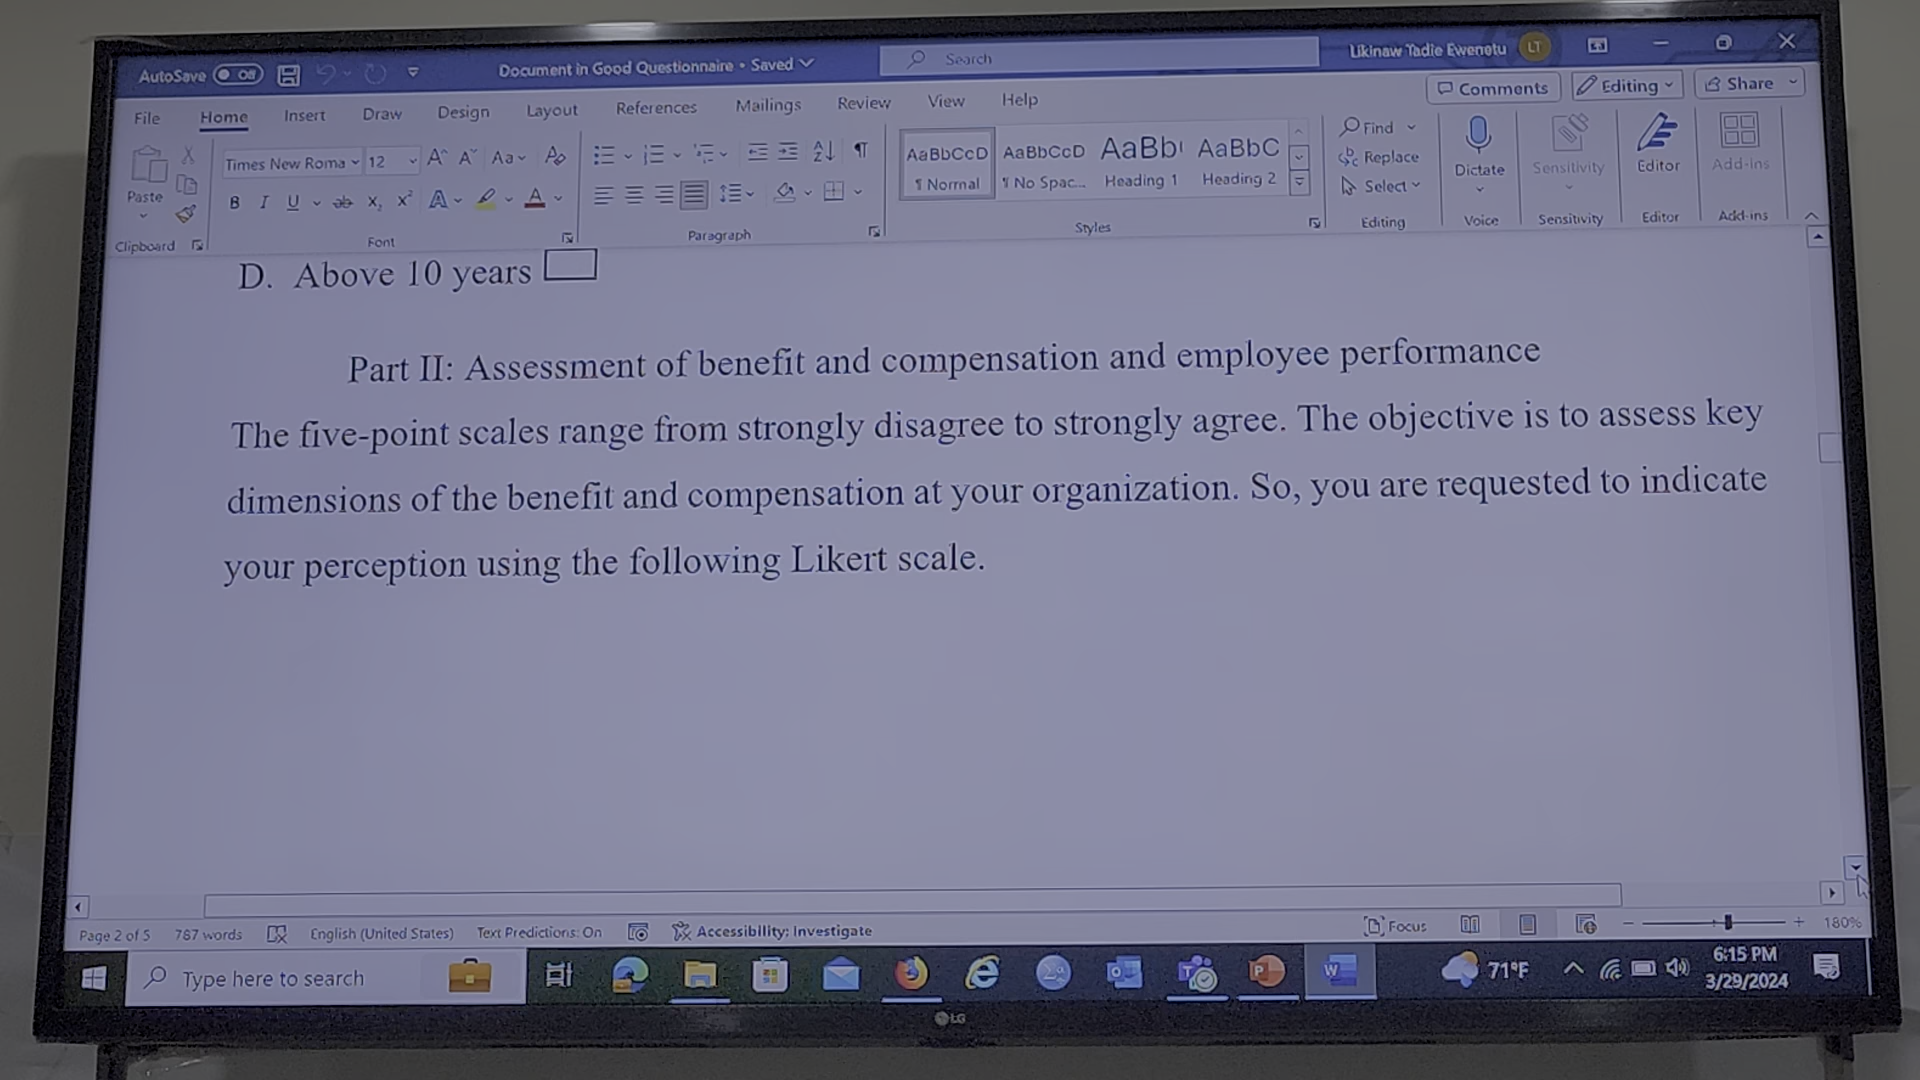 AutoSave Off
Document in Good Questionnaire • Saved
Search
Likinaw Tadie Ewenetu LT
File Home Insert Draw Design Layout References Mailings Review View Help
Comments Editing Share
Paste
Clipboard
Times New Roma 12
A A Aa A
B I U ab X₂ X² A A
Font
Paragraph
AaBbCcD AaBbCcD AaBb( AaBbC
¶ Normal ¶ No Spac... Heading 1 Heading 2
Styles
Find
Replace
Select
Editing
Dictate
Voice
Sensitivity
Sensitivity
Editor
Editor
Add-ins
Add-ins
D. Above 10 years
Part II: Assessment of benefit and compensation and employee performance
The five-point scales range from strongly disagree to strongly agree. The objective is to assess key
dimensions of the benefit and compensation at your organization. So, you are requested to indicate
your perception using the following Likert scale.
Page 2 of 5 787 words English (United States) Text Predictions: On Accessibility: Investigate Focus 180%
Type here to search
71°F
6:15 PM
3/29/2024
LG